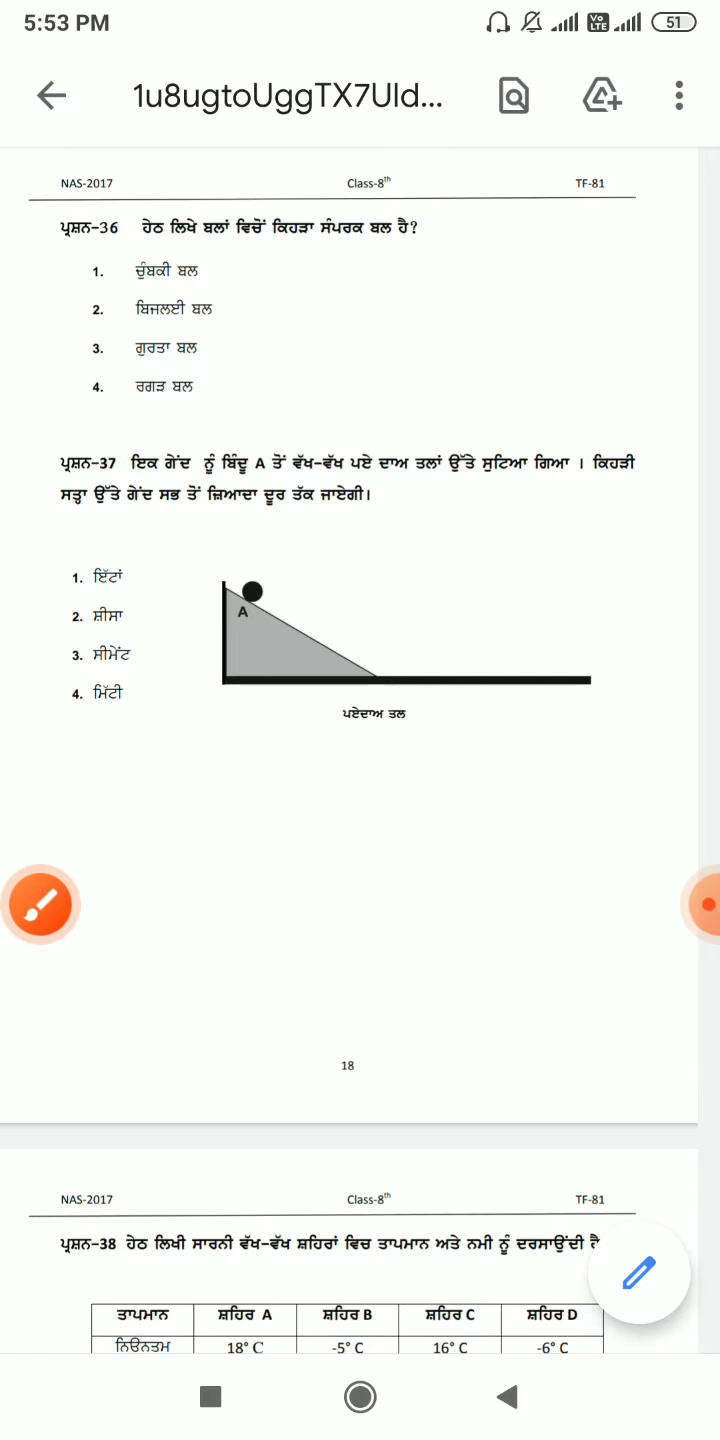 5:53 PM
Vo LTE
51
1u8ugtoUggTX7Uld...
NAS-2017 Class-8th TF-81
ਪ੍ਰਸ਼ਨ-36 ਹੇਠ ਲਿਖੇ ਬਲਾਂ ਵਿਚੋਂ ਕਿਹੜਾ ਸੰਪਰਕ ਬਲ ਹੈ?
1. ਚੁੰਬਕੀ ਬਲ
2. ਬਿਜਲਈ ਬਲ
3. ਗੁਰਤਾ ਬਲ
4. ਰਗੜ ਬਲ
ਪ੍ਰਸ਼ਨ-37 ਇਕ ਗੇਂਦ ਨੂੰ ਬਿੰਦੂ A ਤੋਂ ਵੱਖ-ਵੱਖ ਪਏ ਦਾਅ ਤਲਾਂ ਉੱਤੇ ਸੁਟਿਆ ਗਿਆ । ਕਿਹੜੀ
ਸਤ੍ਹਾ ਉੱਤੇ ਗੇਂਦ ਸਭ ਤੋਂ ਜ਼ਿਆਦਾ ਦੂਰ ਤੱਕ ਜਾਏਗੀ।
1. ਇੱਟਾਂ
2. ਸ਼ੀਸਾ
3. ਸੀਮੇਂਟ
4. ਮਿੱਟੀ
A
ਪਏਦਾਅ ਤਲ
18
NAS-2017 Class-8th TF-81
ਪ੍ਰਸ਼ਨ-38 ਹੇਠ ਲਿਖੀ ਸਾਰਨੀ ਵੱਖ-ਵੱਖ ਸ਼ਹਿਰਾਂ ਵਿਚ ਤਾਪਮਾਨ ਅਤੇ ਨਮੀ ਨੂੰ ਦਰਸਾਉਂਦੀ
ਤਾਪਮਾਨ ਸ਼ਹਿਰ A ਸ਼ਹਿਰ B ਸ਼ਹਿਰ C ਸ਼ਹਿਰ D
ਨਿਊਨਤਮ 18° C -5° C 16° C -6° C